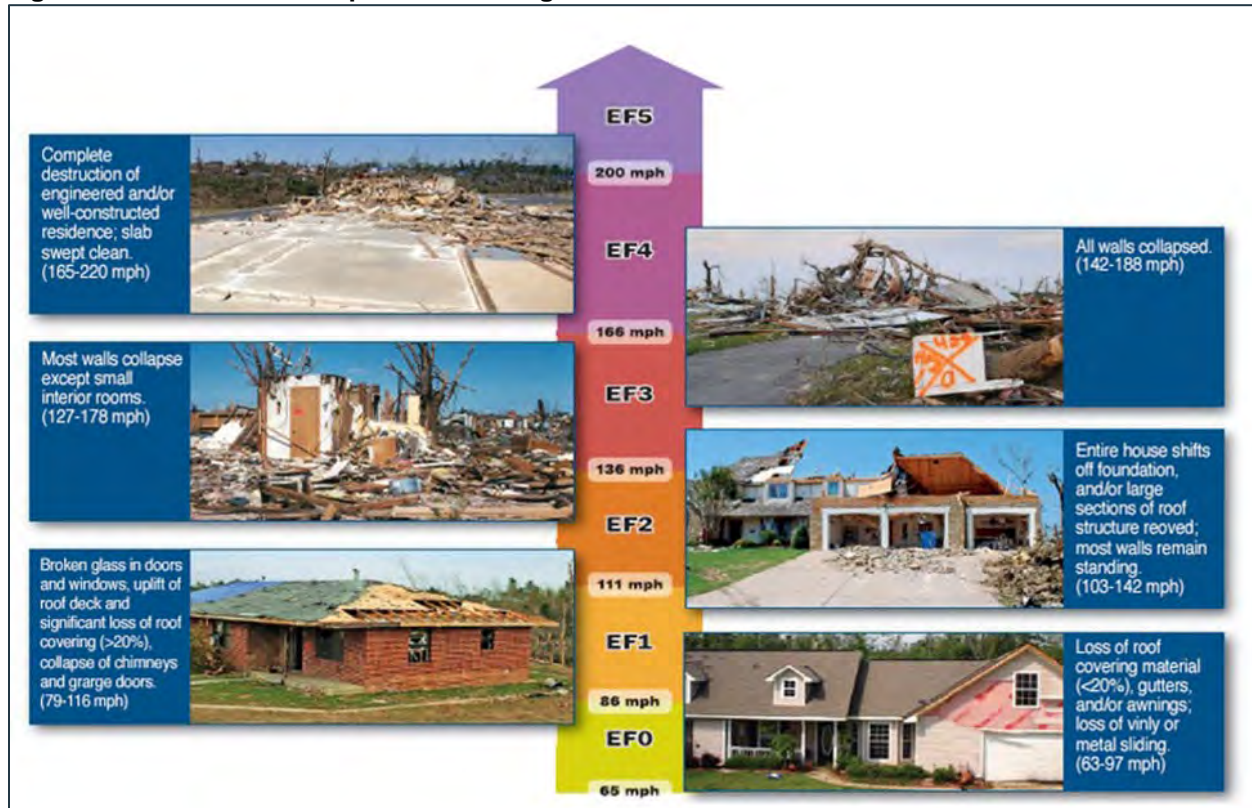 EF5
200 mph
EF4
166 mph
EF3
136 mph
EF2
111 mph
EF1
86 mph
EF0
65 mph
Complete
destruction of
engineered and/or
well-constructed
residence; slab
swept clean.
(165-220 mph)
All walls collapsed.
(142-188 mph)
Most walls collapse
except small
interior rooms.
(127-178 mph)
Entire house shifts
off foundation,
and/or large
sections of roof
structure reoved;
most walls remain
standing.
(103-142 mph)
Broken glass in doors
and windows, uplift of
roof deck and
significant loss of roof
covering (>20%),
collapse of chimneys
and grarge doors.
(79-116 mph)
Loss of roof
covering material
(<20%), gutters,
and/or awnings;
loss of vinly or
metal sliding.
(63-97 mph)